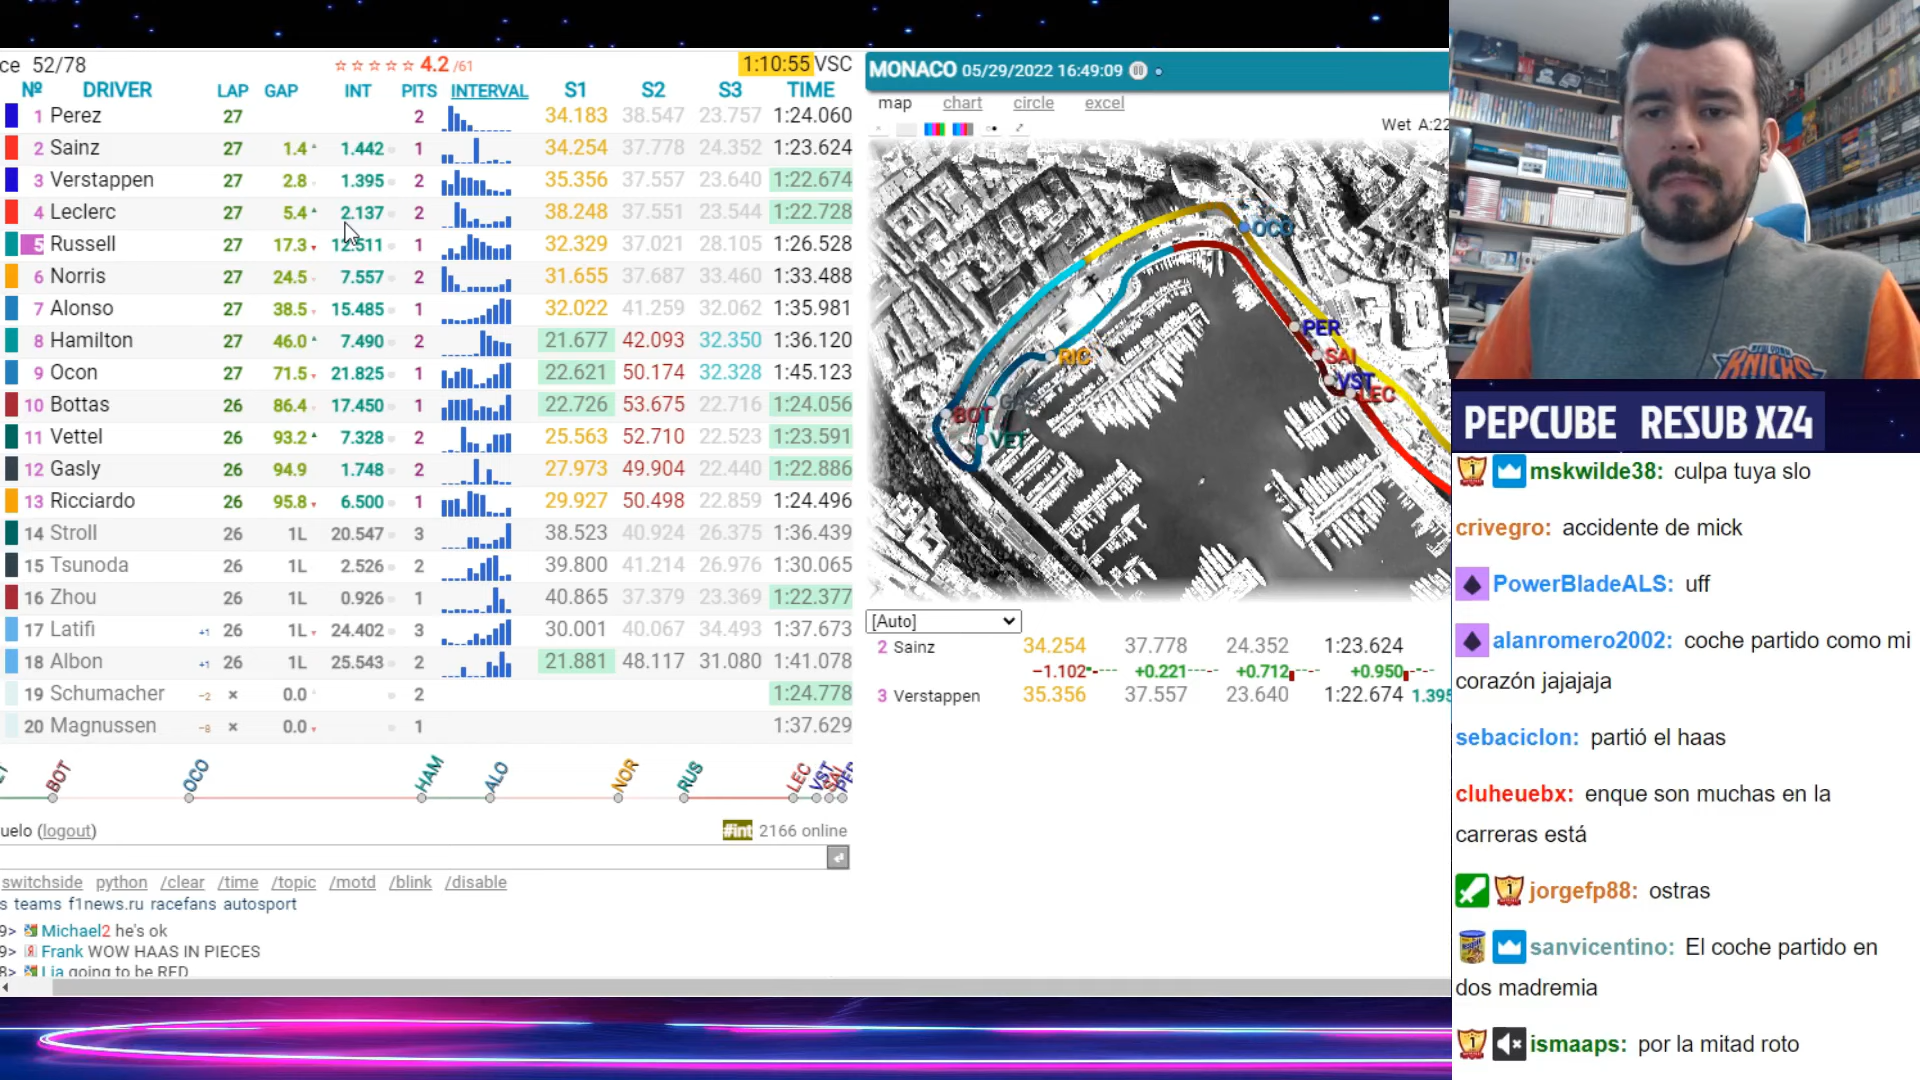 ce 52/78 ☆☆☆☆☆ 4.2 /61 1:10:55 VSC
Nº DRIVER LAP GAP INT PITS INTERVAL S1 S2 S3 TIME
1 Perez 27 2 34.183 38.547 23.757 1:24.060
2 Sainz 27 1.4 1.442 1 34.254 37.778 24.352 1:23.624
3 Verstappen 27 2.8 1.395 2 35.356 37.557 23.640 1:22.674
4 Leclerc 27 5.4 2.137 2 38.248 37.551 23.544 1:22.728
5 Russell 27 17.3 12.511 1 32.329 37.021 28.105 1:26.528
6 Norris 27 24.5 7.557 2 31.655 37.687 33.460 1:33.488
7 Alonso 27 38.5 15.485 1 32.022 41.259 32.062 1:35.981
8 Hamilton 27 46.0 7.490 2 21.677 42.093 32.350 1:36.120
9 Ocon 27 71.5 21.825 1 22.621 50.174 32.328 1:45.123
10 Bottas 26 86.4 17.450 1 22.726 53.675 22.716 1:24.056
11 Vettel 26 93.2 7.328 2 25.563 52.710 22.523 1:23.591
12 Gasly 26 94.9 1.748 2 27.973 49.904 22.440 1:22.886
13 Ricciardo 26 95.8 6.500 1 29.927 50.498 22.859 1:24.496
14 Stroll 26 1L 20.547 3 38.523 40.924 26.375 1:36.439
15 Tsunoda 26 1L 2.526 2 39.800 41.214 26.976 1:30.065
16 Zhou 26 1L 0.926 1 40.865 37.379 23.369 1:22.377
17 Latifi +1 26 1L 24.402 3 30.001 40.067 34.493 1:37.673
18 Albon +1 26 1L 25.543 2 21.881 48.117 31.080 1:41.078
19 Schumacher −2 × 0.0 2 1:24.778
20 Magnussen −8 × 0.0 1 1:37.629
BOT OCO HAM ALO NOR RUS LEC VST SAI PER
uelo (logout) #int 2166 online
switchside python /clear /time /topic /motd /blink /disable
s teams f1news.ru racefans autosport
9> Michael2 he's ok
9> Frank WOW HAAS IN PIECES
8> Lia going to be RED
MONACO 05/29/2022 16:49:09
map chart circle excel
Wet A:22
OCO
PER
SAI
RIC
VST
LEC
GAS
BOT
VET
[Auto]
2 Sainz 34.254 37.778 24.352 1:23.624
−1.102 +0.221 +0.712 +0.950
3 Verstappen 35.356 37.557 23.640 1:22.674 1.395
NEW YORK
KNICKS
PEPCUBE RESUB X24
mskwilde38: culpa tuya slo
crivegro: accidente de mick
PowerBladeALS: uff
alanromero2002: coche partido como mi
corazón jajajaja
sebaciclon: partió el haas
cluheuebx: enque son muchas en la
carreras está
jorgefp88: ostras
sanvicentino: El coche partido en
dos madremia
ismaaps: por la mitad roto